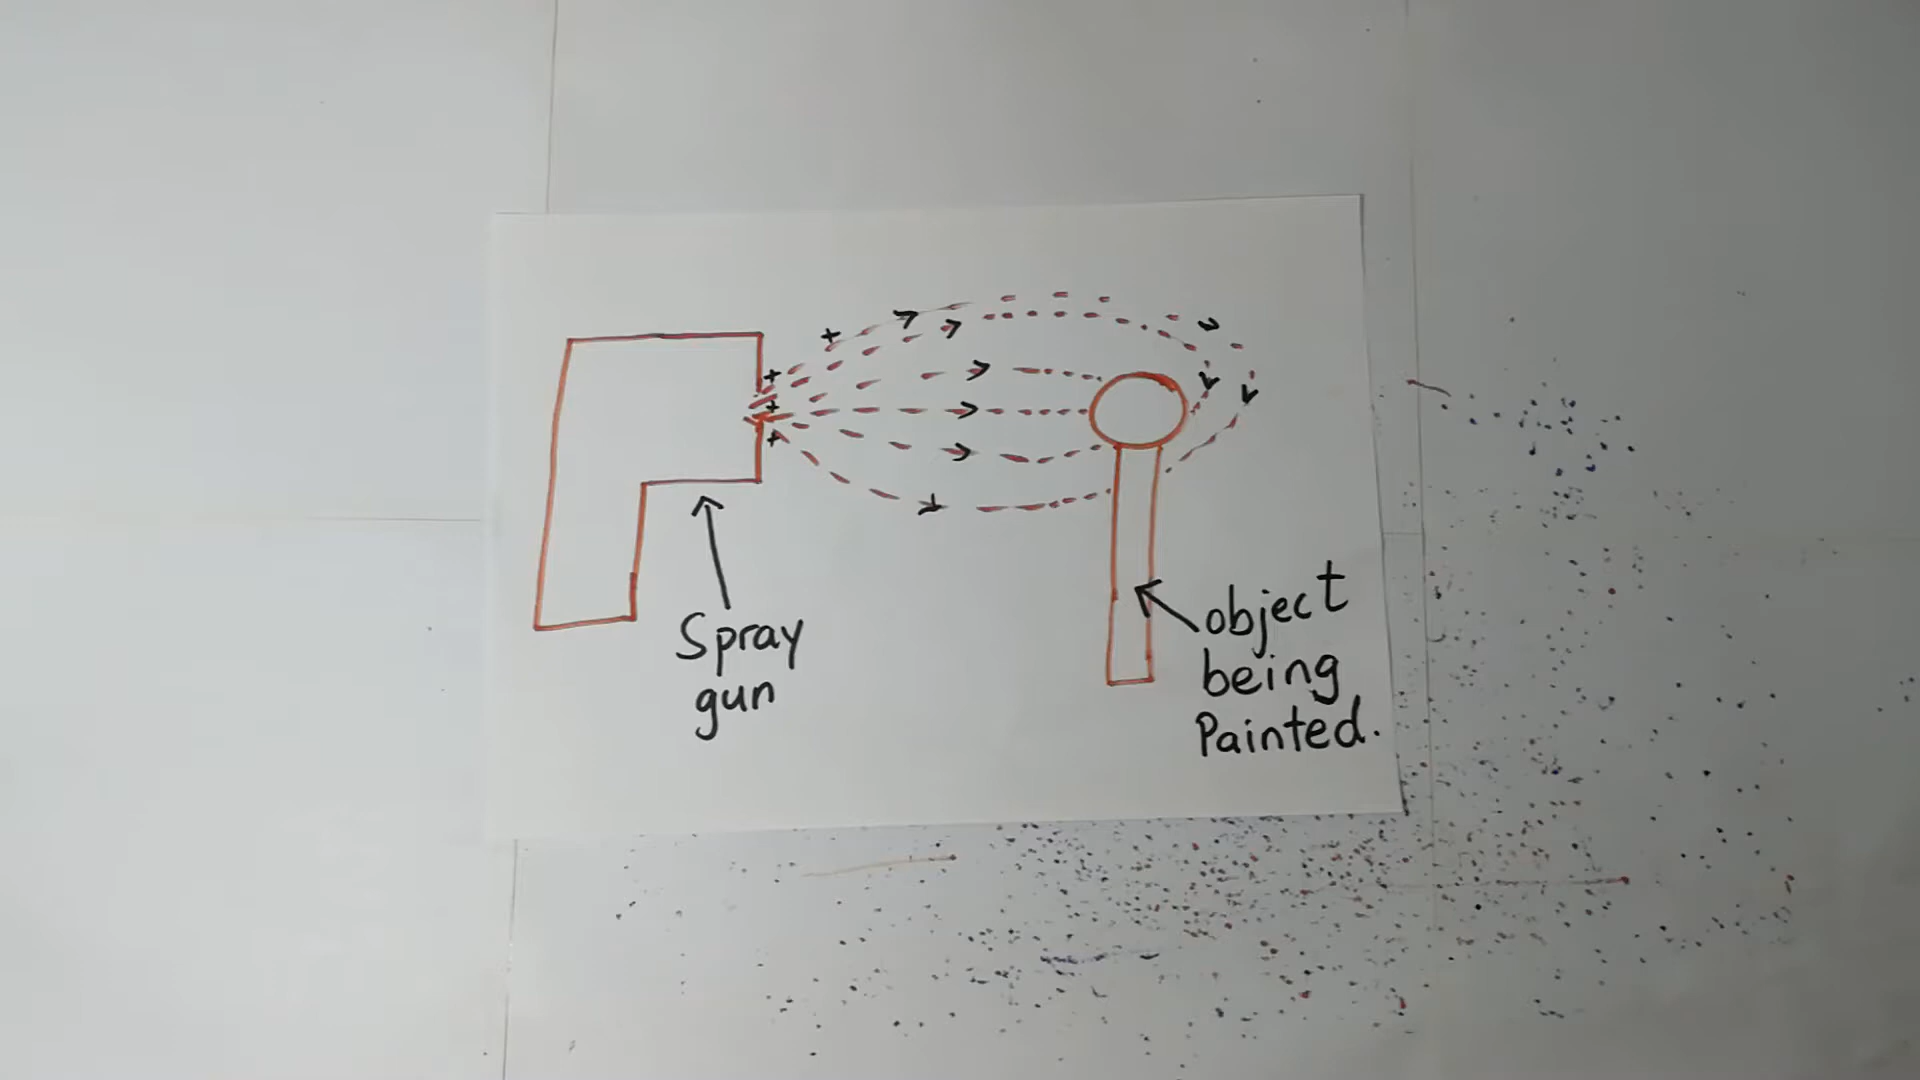 +
+
+
+
Spray
gun
object
being
Painted.